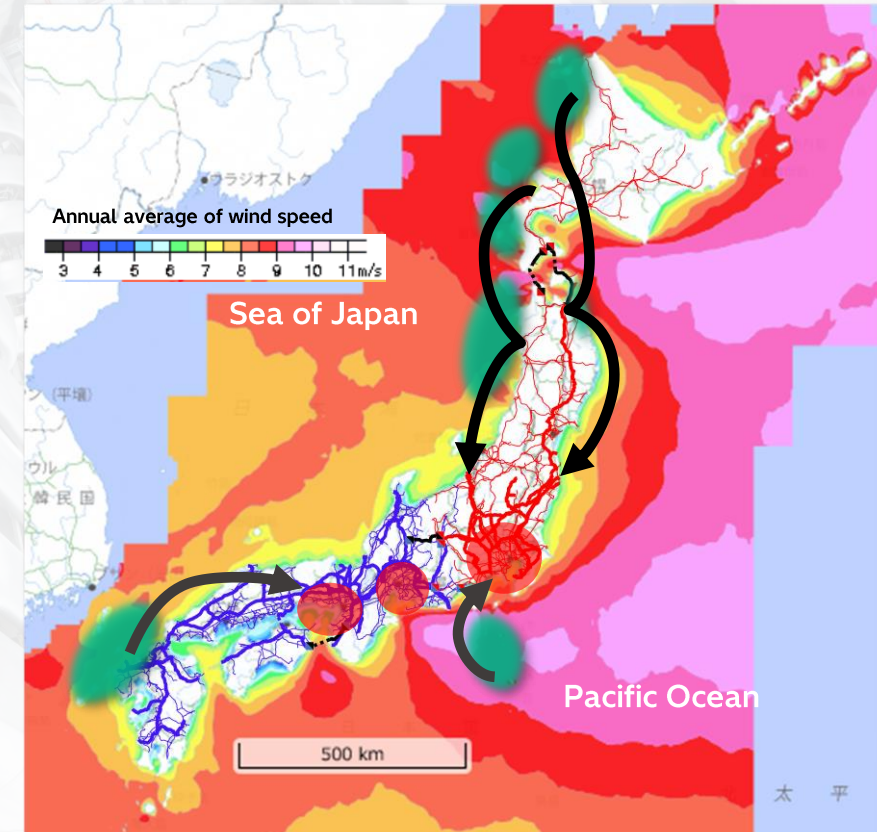 ウラジオストク
Annual average of wind speed
3 4 5 6 7 8 9 10 11m/s
Sea of Japan
(平壌)
ウル
韓民国
Pacific Ocean
500 km
太 平